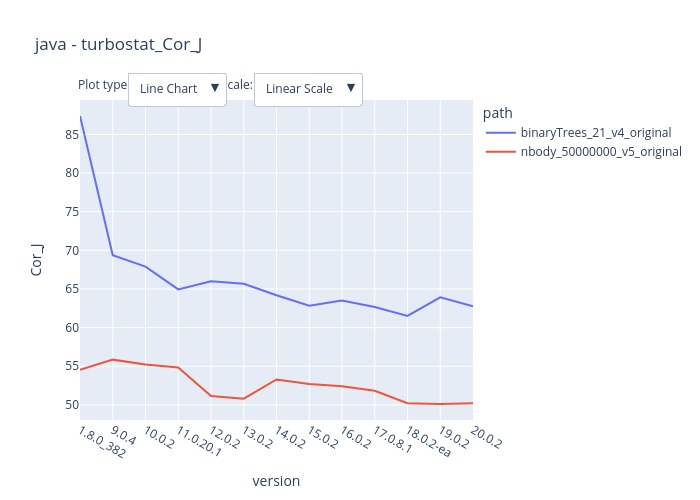 java - turbostat_Cor_J
Plot type
Line Chart ▼
cale:
Linear Scale ▼
path
binaryTrees_21_v4_original
nbody_50000000_v5_original
85
80
75
70
65
60
55
50
Cor_J
1.8.0_382
9.0.4
10.0.2
11.0.20.1
12.0.2
13.0.2
14.0.2
15.0.2
16.0.2
17.0.8.1
18.0.2-ea
19.0.2
20.0.2
version